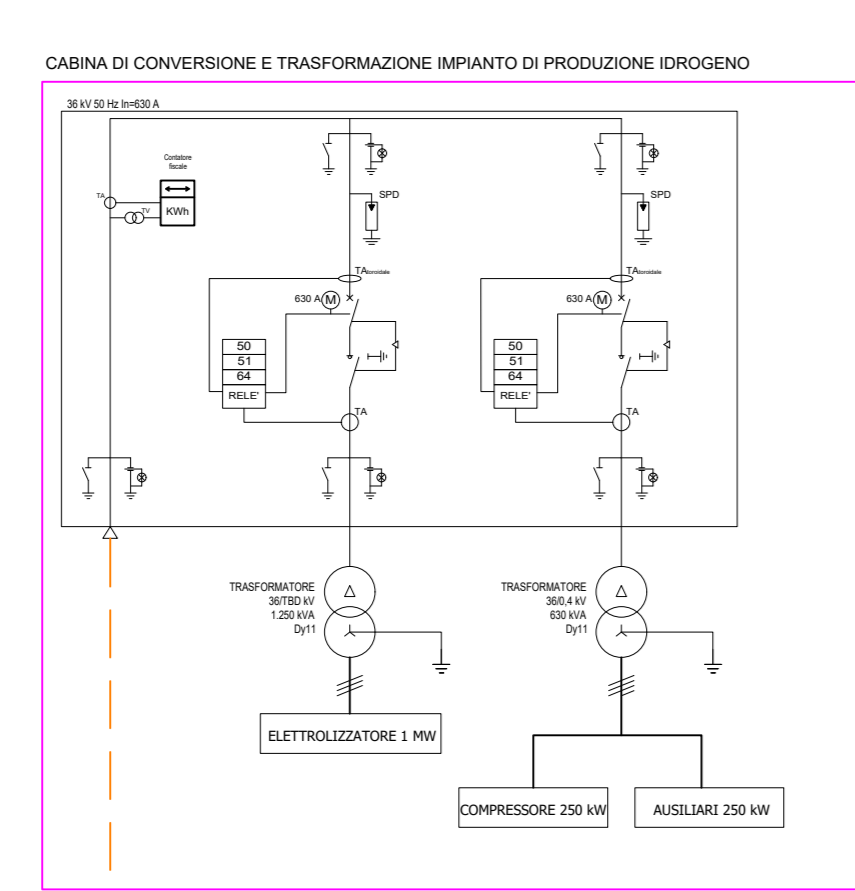 CABINA DI CONVERSIONE E TRASFORMAZIONE IMPIANTO DI PRODUZIONE IDROGENO
36 kV 50 Hz In=630 A
Contatore
fiscale
TA
TV
KWh
SPD
TAtoroidale
630 A
M
50
51
64
RELE'
TA
SPD
TAtoroidale
630 A
M
50
51
64
RELE'
TA
TRASFORMATORE
36/TBD kV
1.250 kVA
Dy11
TRASFORMATORE
36/0,4 kV
630 kVA
Dy11
ELETTROLIZZATORE 1 MW
COMPRESSORE 250 kW
AUSILIARI 250 kW